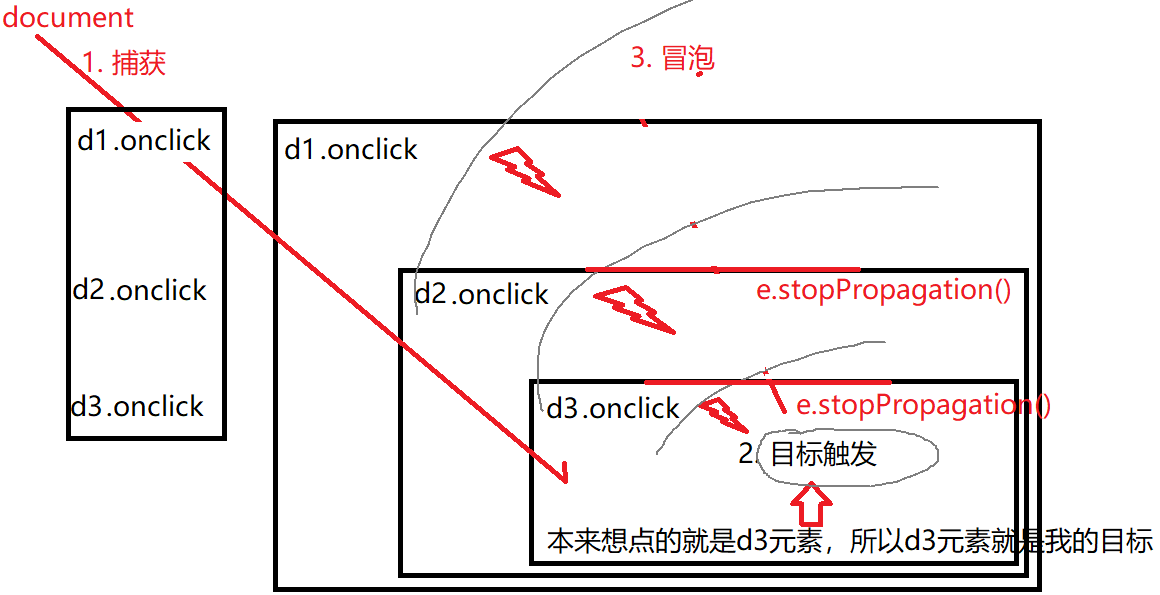 document
1. 捕获
3. 冒泡
d1.onclick
d2.onclick
d3.onclick
d1.onclick
d2.onclick
e.stopPropagation()
d3.onclick
e.stopPropagation()
2. 目标触发
本来想点的就是d3元素，所以d3元素就是我的目标